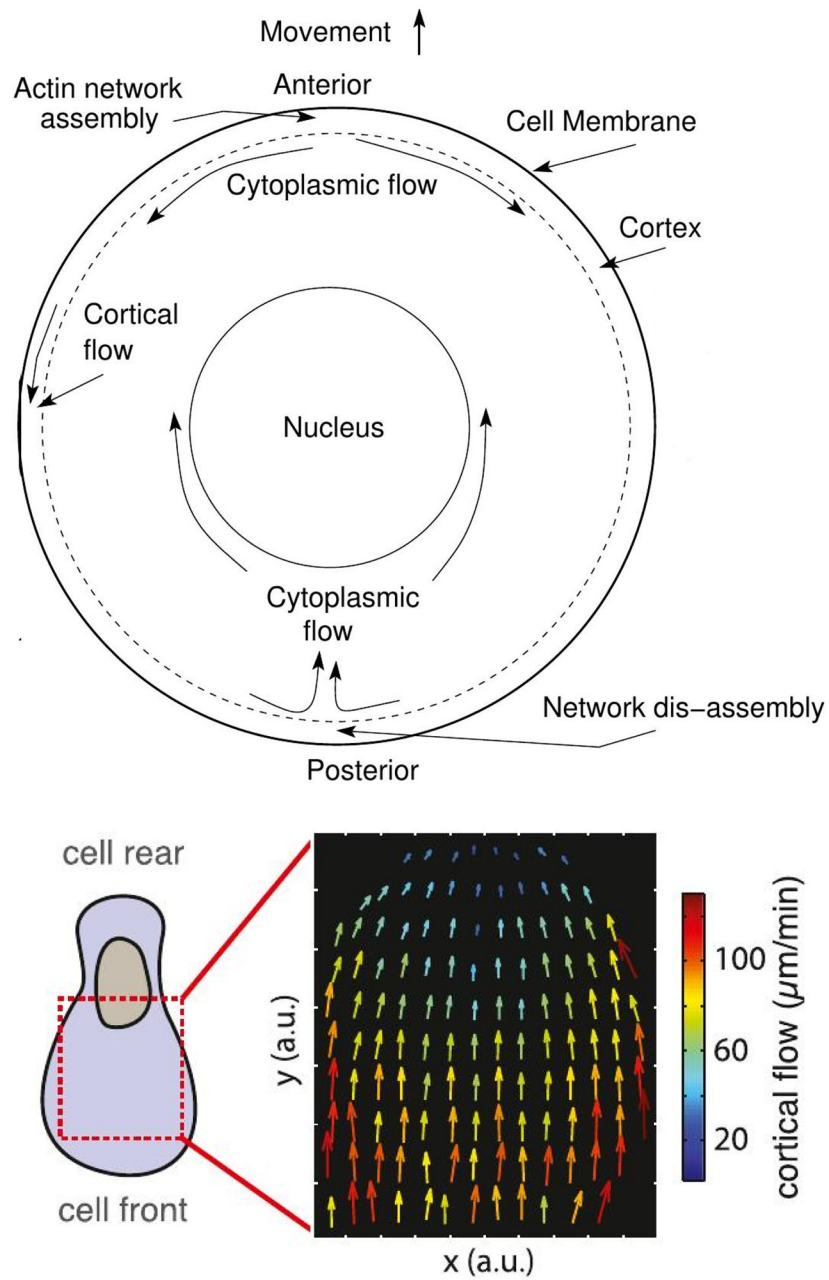 Movement
Anterior
Actin network
assembly
Cell Membrane
Cytoplasmic flow
Cortex
Cortical
flow
Nucleus
Cytoplasmic
flow
Network dis−assembly
Posterior
cell rear
cell front
y (a.u.)
x (a.u.)
100
60
20
cortical flow (μm/min)